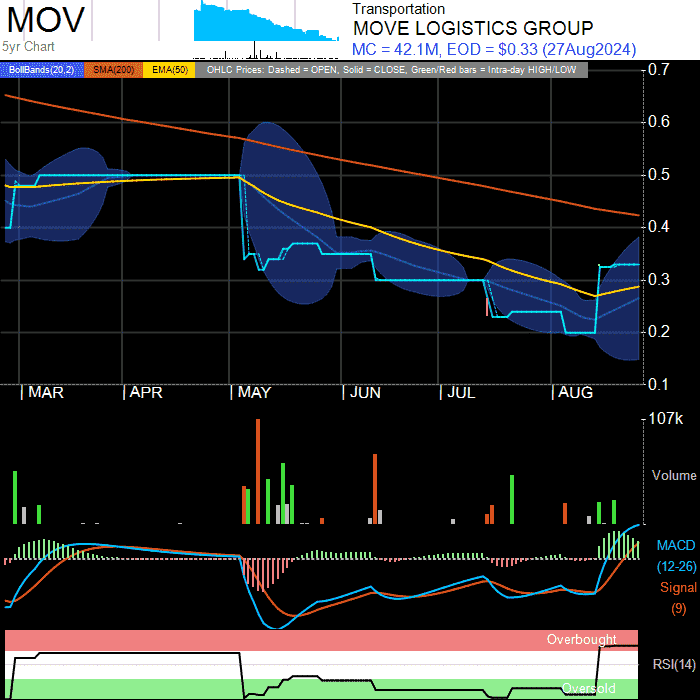 MOV
5yr Chart
Transportation
MOVE LOGISTICS GROUP
MC = 42.1M, EOD = $0.33 (27Aug2024)
BollBands(20,2) SMA(200) EMA(50) OHLC Prices: Dashed = OPEN, Solid = CLOSE, Green/Red bars = Intra-day HIGH/LOW
0.7
0.6
0.5
0.4
0.3
0.2
0.1
MAR APR MAY JUN JUL AUG
107k
Volume
MACD
(12-26)
Signal
(9)
Overbought
RSI(14)
Oversold